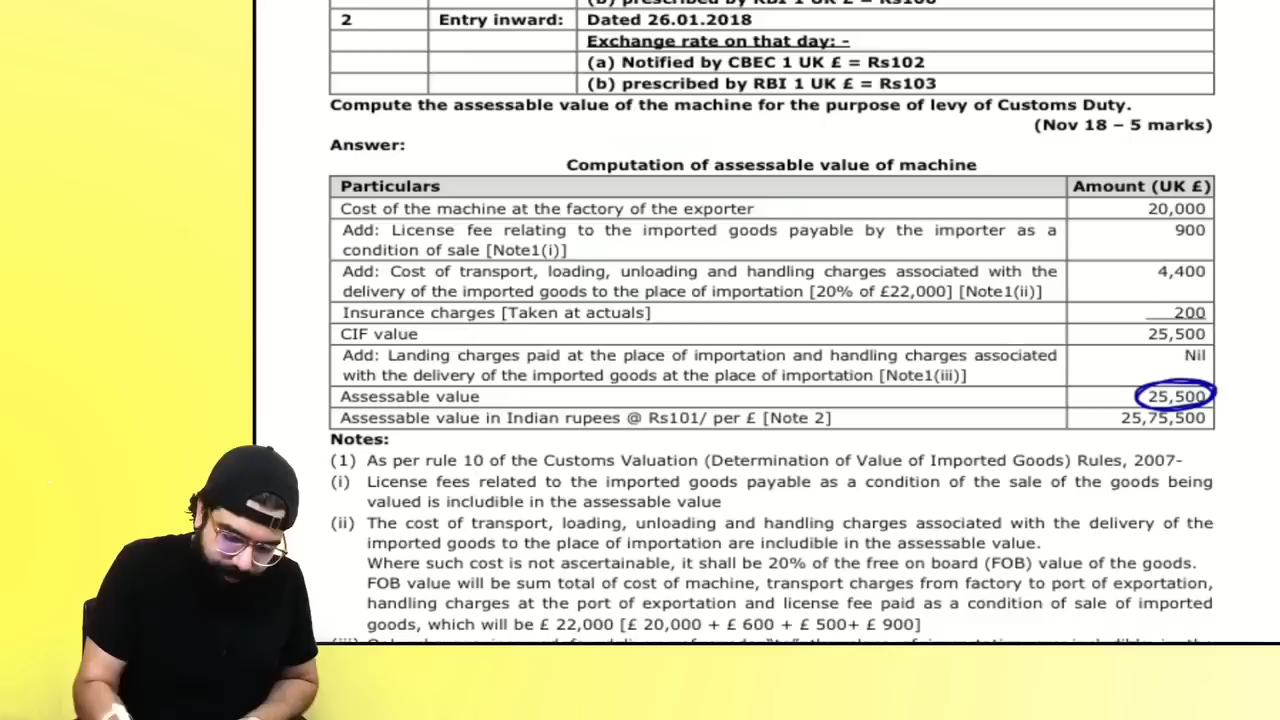 (b) prescribed by RBI 1 UK £ = Rs100
2 Entry inward: Dated 26.01.2018
Exchange rate on that day: -
(a) Notified by CBEC 1 UK £ = Rs102
(b) prescribed by RBI 1 UK £ = Rs103
Compute the assessable value of the machine for the purpose of levy of Customs Duty.
(Nov 18 – 5 marks)
Answer:
Computation of assessable value of machine
Particulars Amount (UK £)
Cost of the machine at the factory of the exporter 20,000
Add: License fee relating to the imported goods payable by the importer as a 900
condition of sale [Note1(i)]
Add: Cost of transport, loading, unloading and handling charges associated with the 4,400
delivery of the imported goods to the place of importation [20% of £22,000] [Note1(ii)]
Insurance charges [Taken at actuals] 200
CIF value 25,500
Add: Landing charges paid at the place of importation and handling charges associated Nil
with the delivery of the imported goods at the place of importation [Note1(iii)]
Assessable value 25,500
Assessable value in Indian rupees @ Rs101/ per £ [Note 2] 25,75,500
Notes:
(1) As per rule 10 of the Customs Valuation (Determination of Value of Imported Goods) Rules, 2007-
(i) License fees related to the imported goods payable as a condition of the sale of the goods being
valued is includible in the assessable value
(ii) The cost of transport, loading, unloading and handling charges associated with the delivery of the
imported goods to the place of importation are includible in the assessable value.
Where such cost is not ascertainable, it shall be 20% of the free on board (FOB) value of the goods.
FOB value will be sum total of cost of machine, transport charges from factory to port of exportation,
handling charges at the port of exportation and license fee paid as a condition of sale of imported
goods, which will be £ 22,000 [£ 20,000 + £ 600 + £ 500+ £ 900]